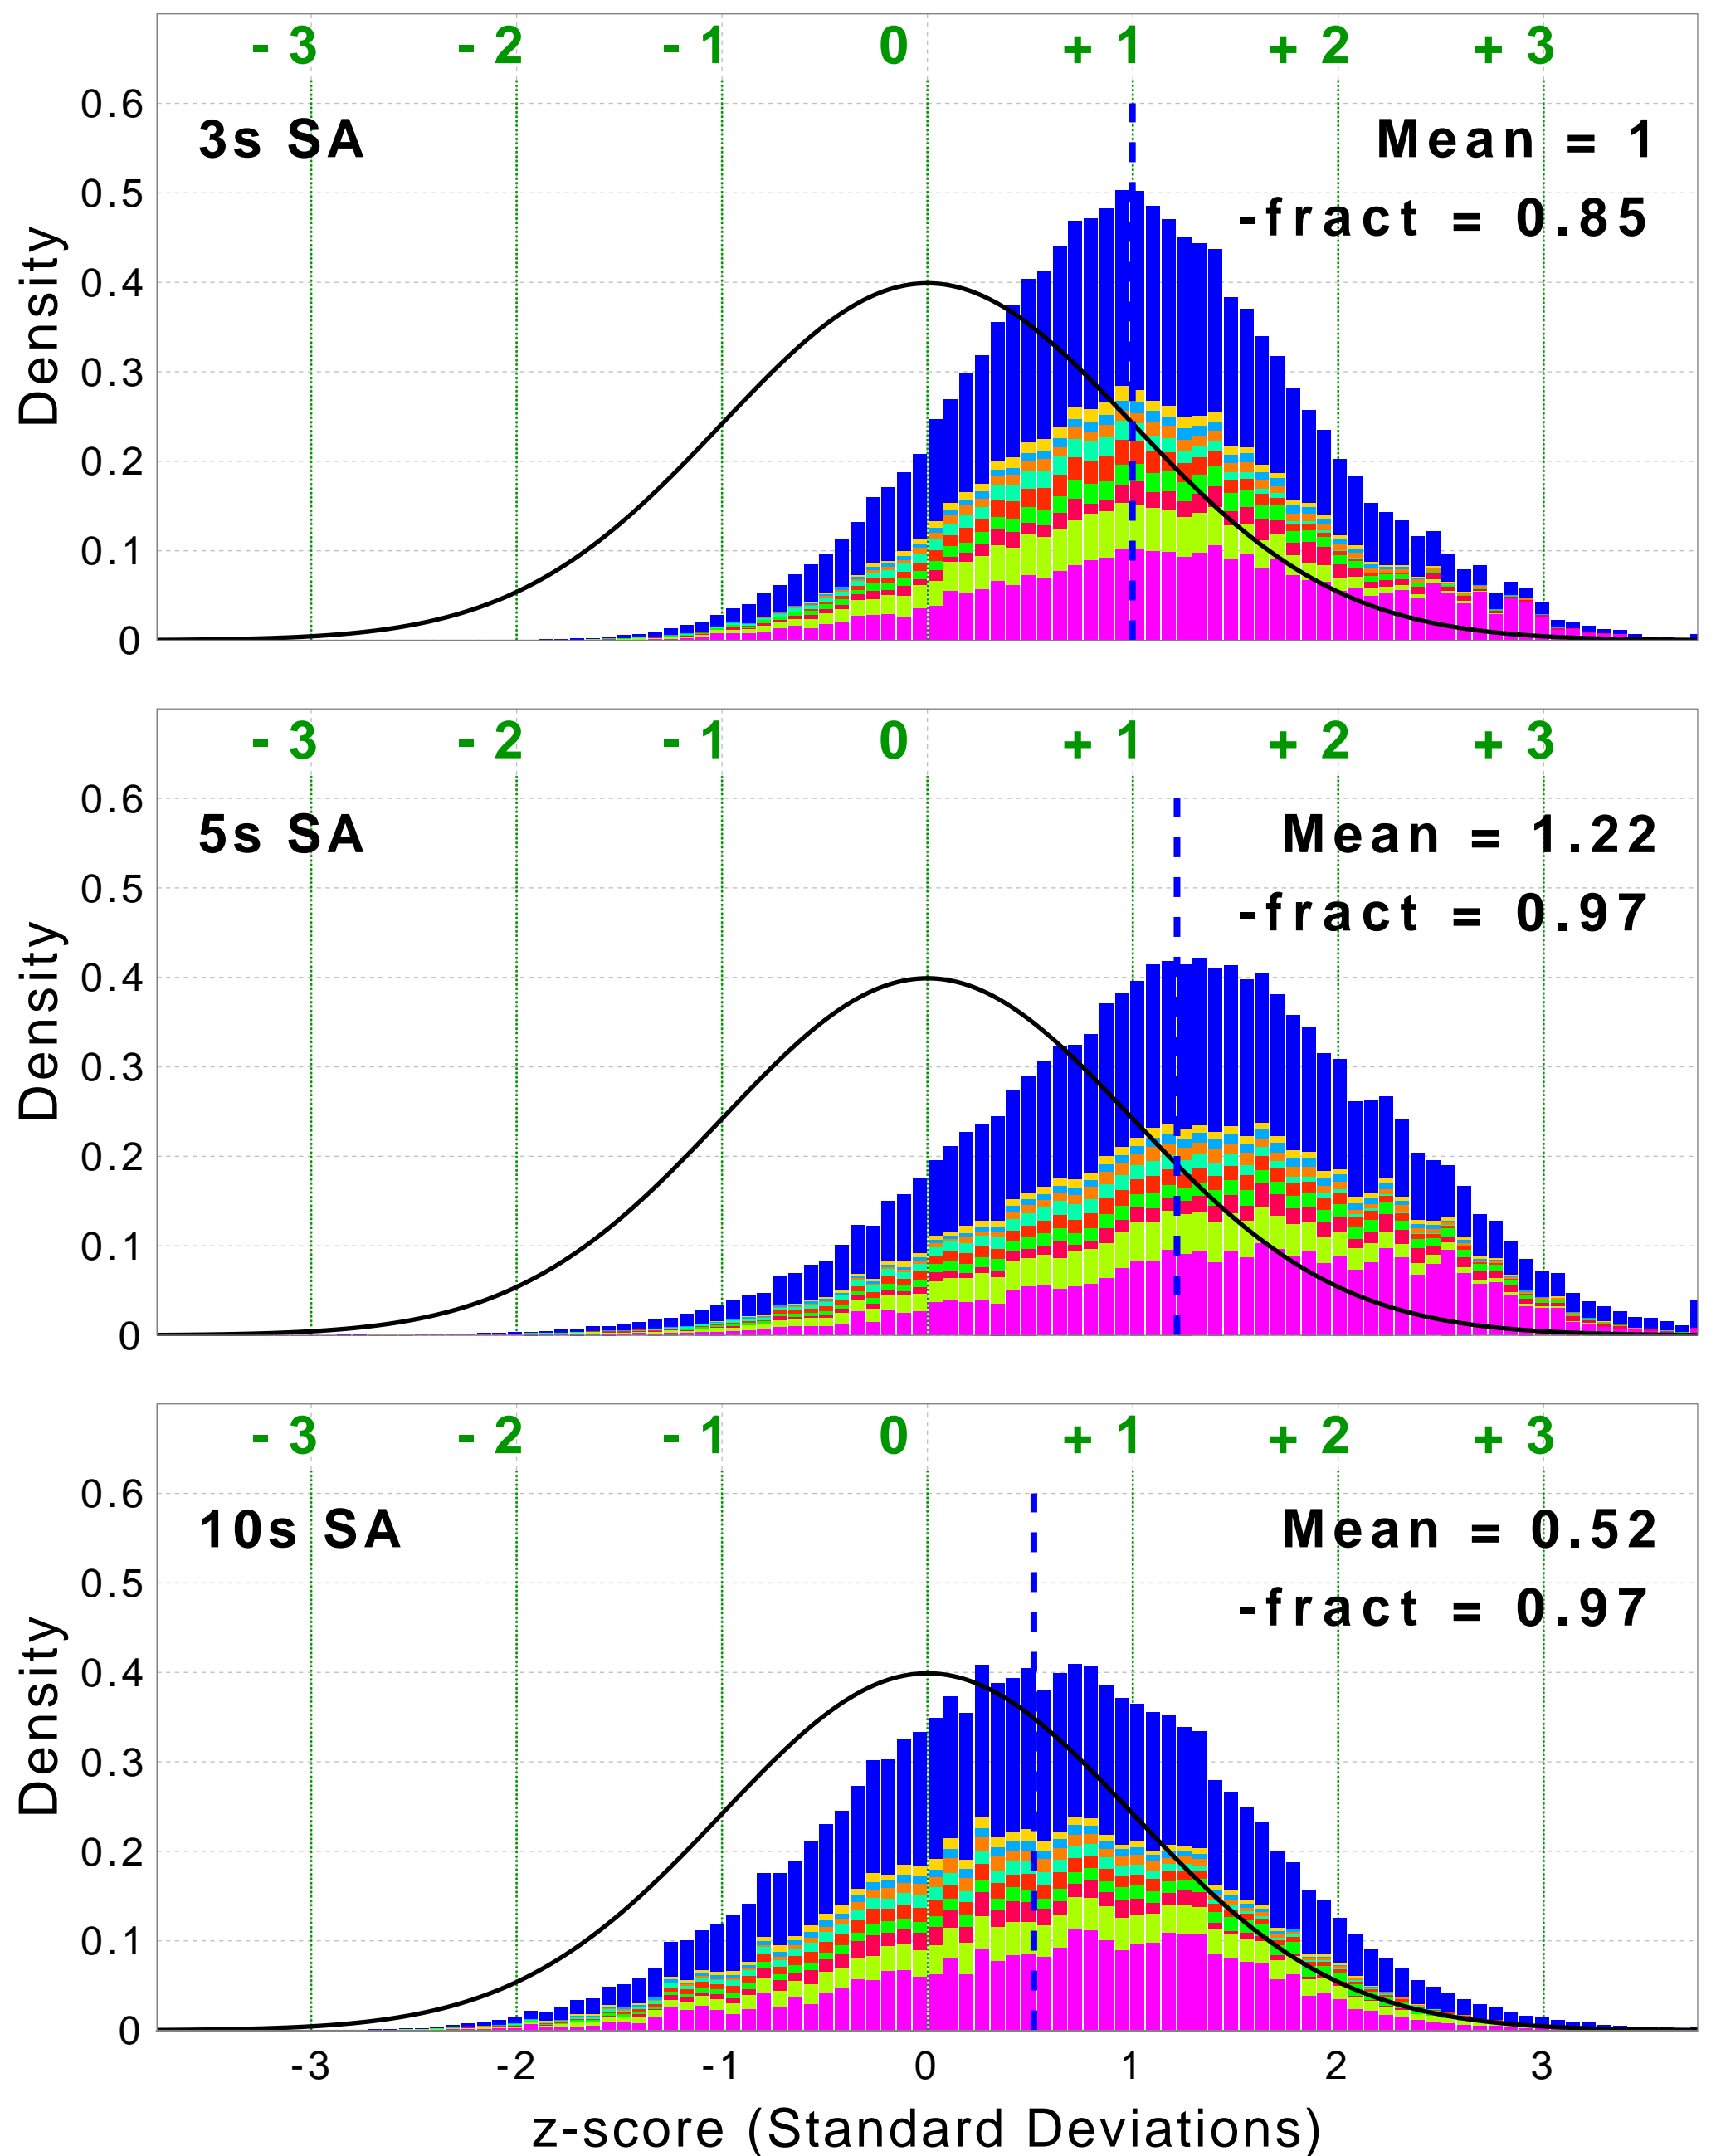 - 3 - 2 - 1 0 + 1 + 2 + 3
0.6
3s SA
Mean = 1
0.5
-fract = 0.85
0.4
0.3
0.2
0.1
0
Density
- 3 - 2 - 1 0 + 1 + 2 + 3
0.6
5s SA
Mean = 1.22
0.5
-fract = 0.97
0.4
0.3
0.2
0.1
0
Density
- 3 - 2 - 1 0 + 1 + 2 + 3
0.6
10s SA
Mean = 0.52
0.5
-fract = 0.97
0.4
0.3
0.2
0.1
0
Density
-3 -2 -1 0 1 2 3
z-score (Standard Deviations)